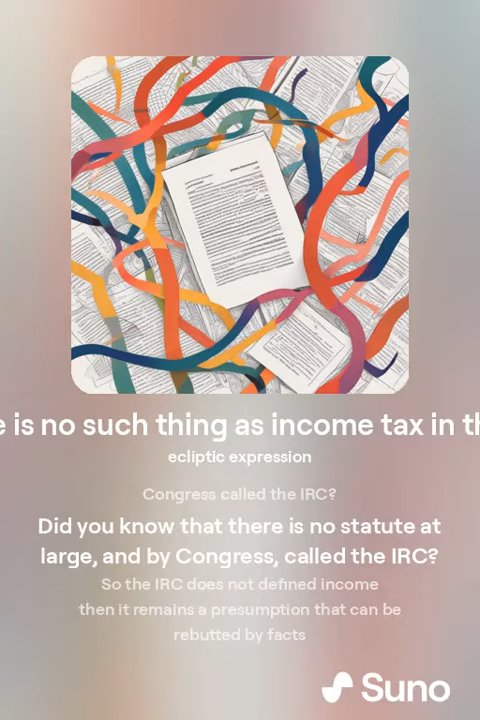 e is no such thing as income tax in th
ecliptic expression
Congress called the IRC?
Did you know that there is no statute at
large, and by Congress, called the IRC?
So the IRC does not defined income
then it remains a presumption that can be
rebutted by facts
Suno